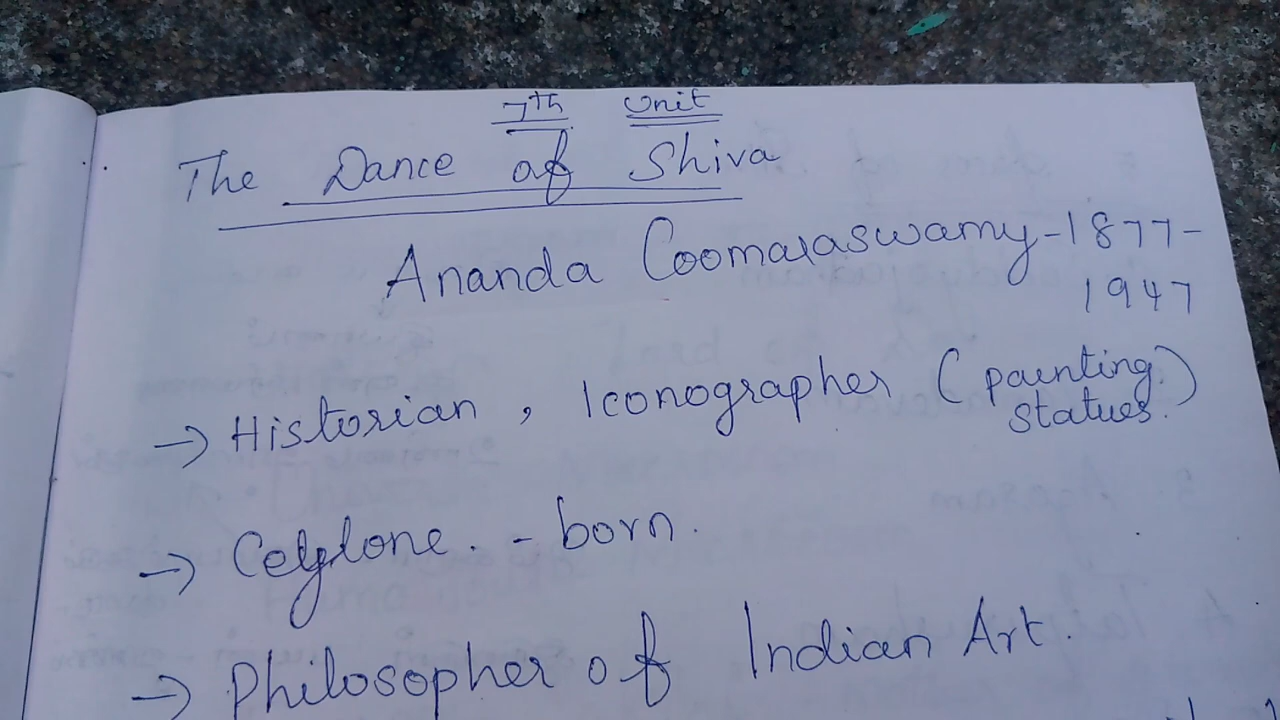 7th Unit
The Dance of Shiva
Ananda Coomaraswamy-1877-
1947
→ Historian, Iconographer (painting.
statues.)
→ Ceylone. - born.
→ Philosopher of Indian Art.